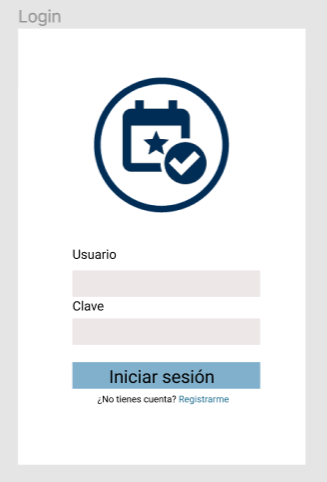 Login
Usuario
Clave
Iniciar sesión
¿No tienes cuenta? Registrarme